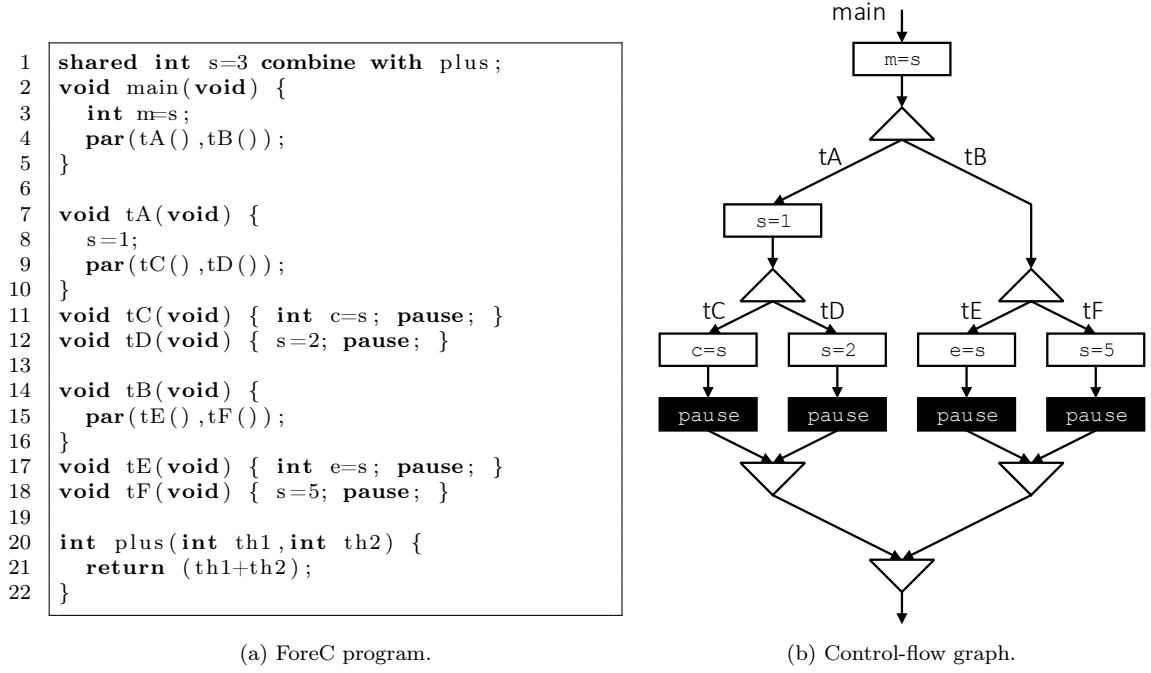 1 shared int s=3 combine with plus;
2 void main(void) {
3 int m=s;
4 par(tA(),tB());
5 }
6
7 void tA(void) {
8 s=1;
9 par(tC(),tD());
10 }
11 void tC(void) { int c=s; pause; }
12 void tD(void) { s=2; pause; }
13
14 void tB(void) {
15 par(tE(),tF());
16 }
17 void tE(void) { int e=s; pause; }
18 void tF(void) { s=5; pause; }
19
20 int plus(int th1,int th2) {
21 return (th1+th2);
22 }
(a) ForeC program.
main
m=s
tA tB
s=1
tC tD tE tF
c=s s=2 e=s s=5
pause pause pause pause
(b) Control-flow graph.